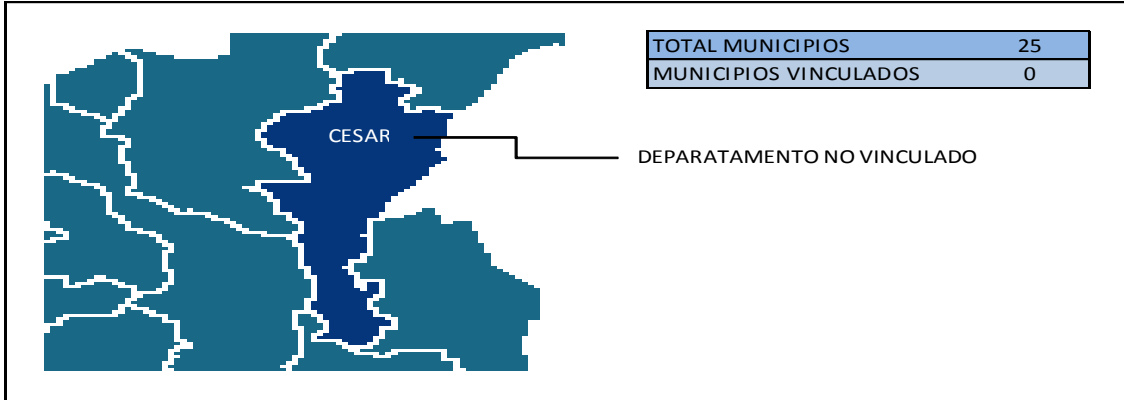 TOTAL MUNICIPIOS 25
MUNICIPIOS VINCULADOS 0
CESAR
DEPARATAMENTO NO VINCULADO